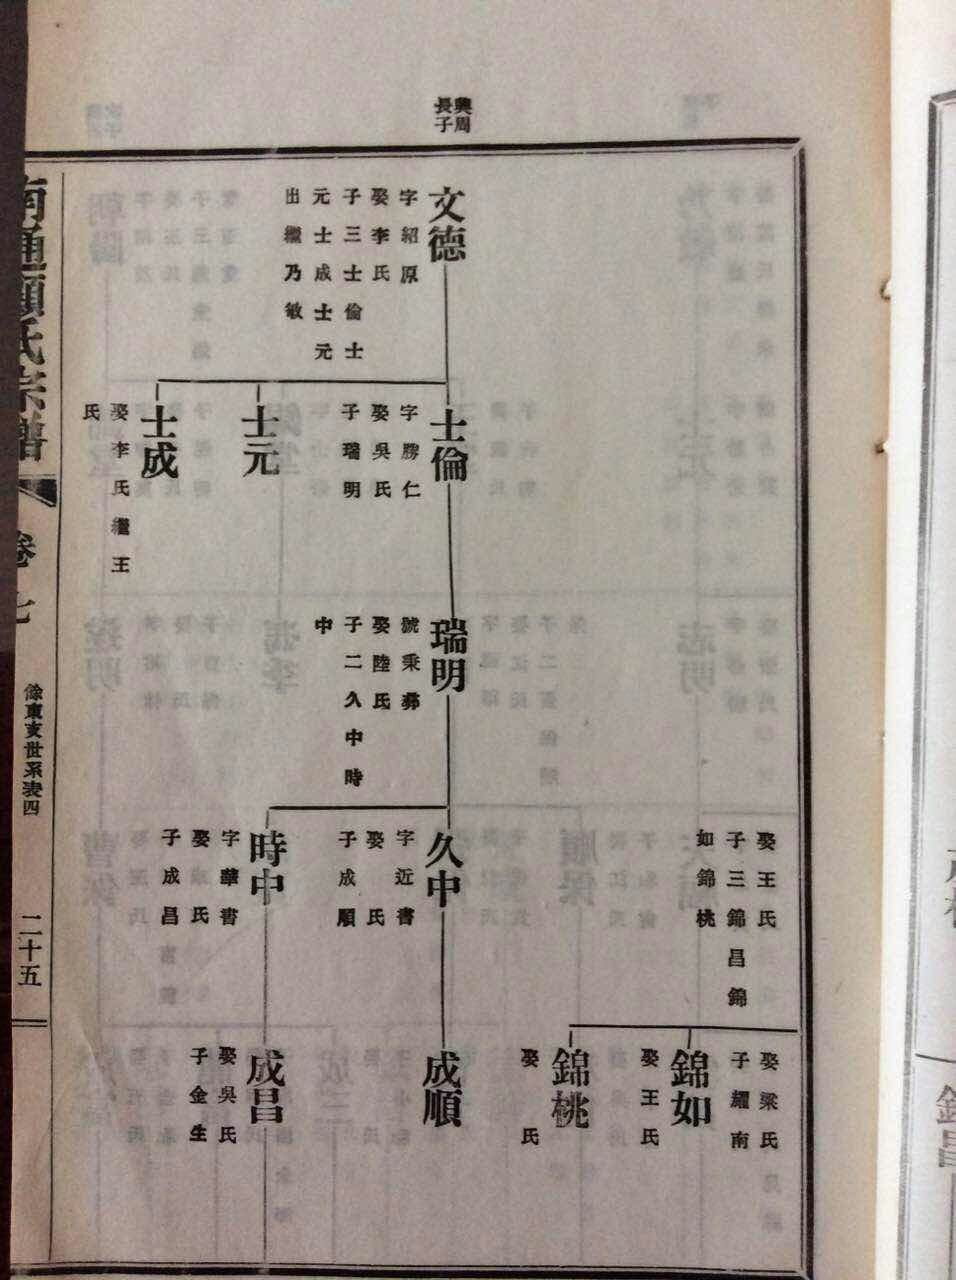 興周
長子
文德
字紹原
娶李氏
子三士倫士
元士成士元
出繼乃敏
士倫
字勝仁
娶吳氏
子瑞明
士元
士成
娶李氏繼王
氏
瑞明
號秉彝
娶陸氏
子二久中時
中
娶王氏
子三錦昌錦
如錦桃
久中
字近書
娶 氏
子成順
時中
字華書
娶 氏
子成昌
娶梁氏
子耀南
錦如
娶王氏
錦桃
娶 氏
成順
成昌
娶吳氏
子金生
南通顧氏宗譜
卷七
餘東支世系表四
二十五